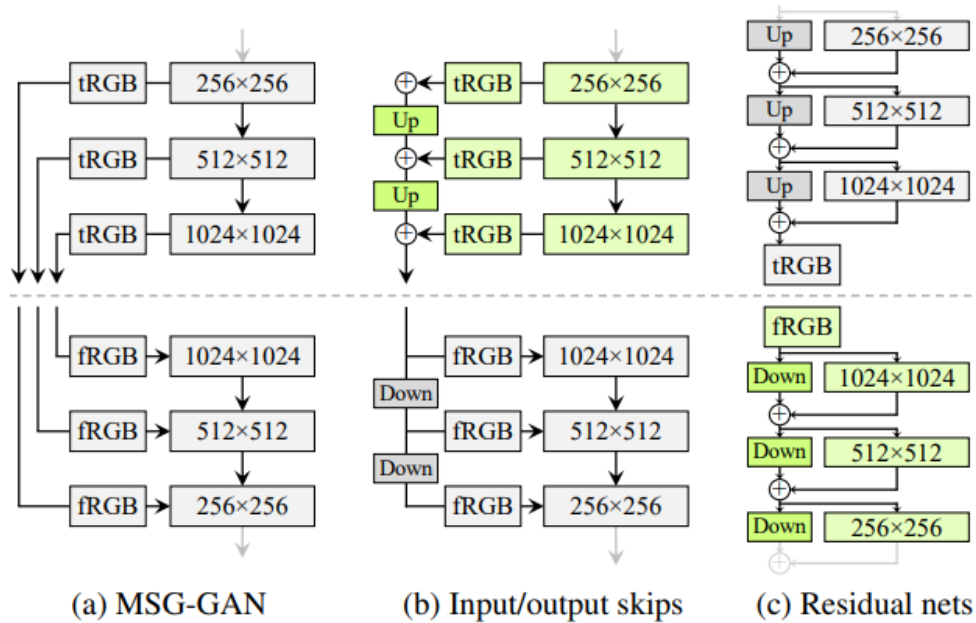 tRGB 256×256
tRGB 512×512
tRGB 1024×1024
fRGB 1024×1024
fRGB 512×512
fRGB 256×256
(a) MSG-GAN
tRGB 256×256
Up
tRGB 512×512
Up
tRGB 1024×1024
fRGB 1024×1024
Down
fRGB 512×512
Down
fRGB 256×256
(b) Input/output skips
Up 256×256
Up 512×512
Up 1024×1024
tRGB
fRGB
Down 1024×1024
Down 512×512
Down 256×256
(c) Residual nets